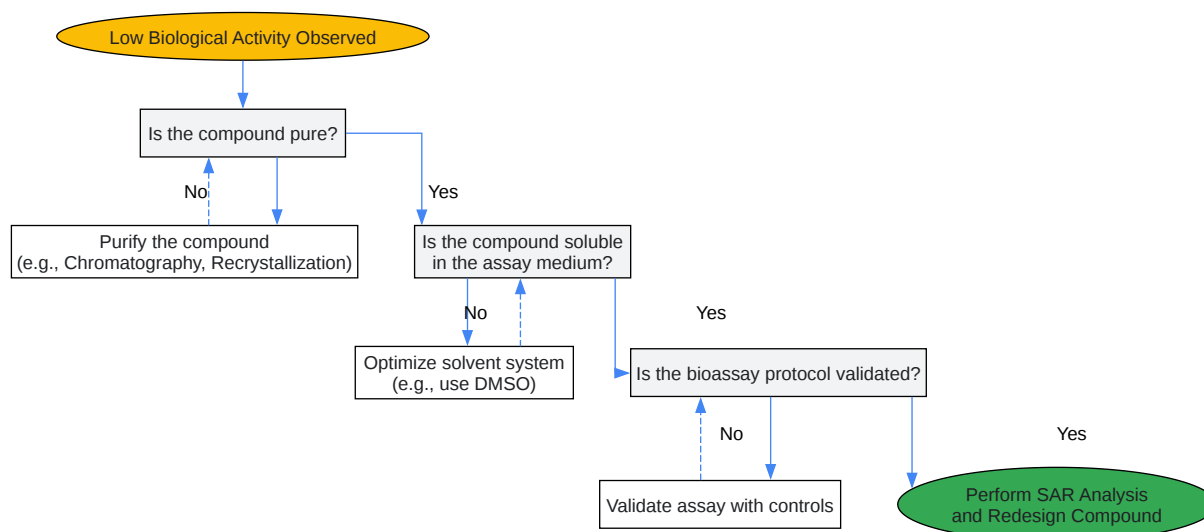 Low Biological Activity Observed
Is the compound pure?
No
Yes
Purify the compound
(e.g., Chromatography, Recrystallization)
Is the compound soluble
in the assay medium?
No
Yes
Optimize solvent system
(e.g., use DMSO)
Is the bioassay protocol validated?
No
Yes
Validate assay with controls
Perform SAR Analysis
and Redesign Compound